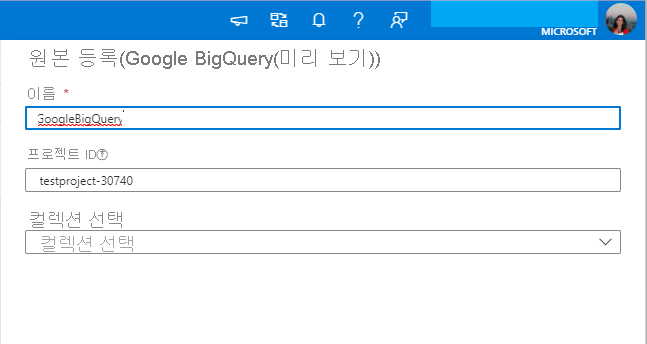 MICROSOFT
원본 등록(Google BigQuery(미리 보기))
이름 *
GoogleBigQuery
프로젝트 ID
testproject-30740
컬렉션 선택
컬렉션 선택